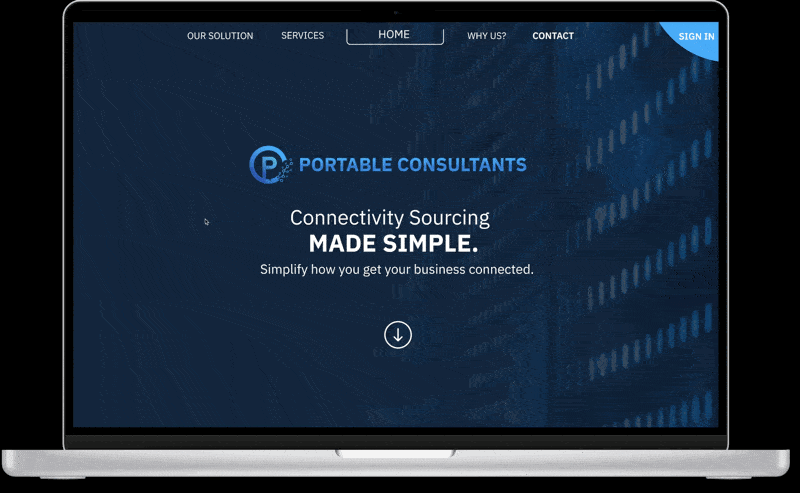 OUR SOLUTION
SERVICES
HOME
WHY US?
CONTACT
SIGN IN
P PORTABLE CONSULTANTS
Connectivity Sourcing
MADE SIMPLE.
Simplify how you get your business connected.